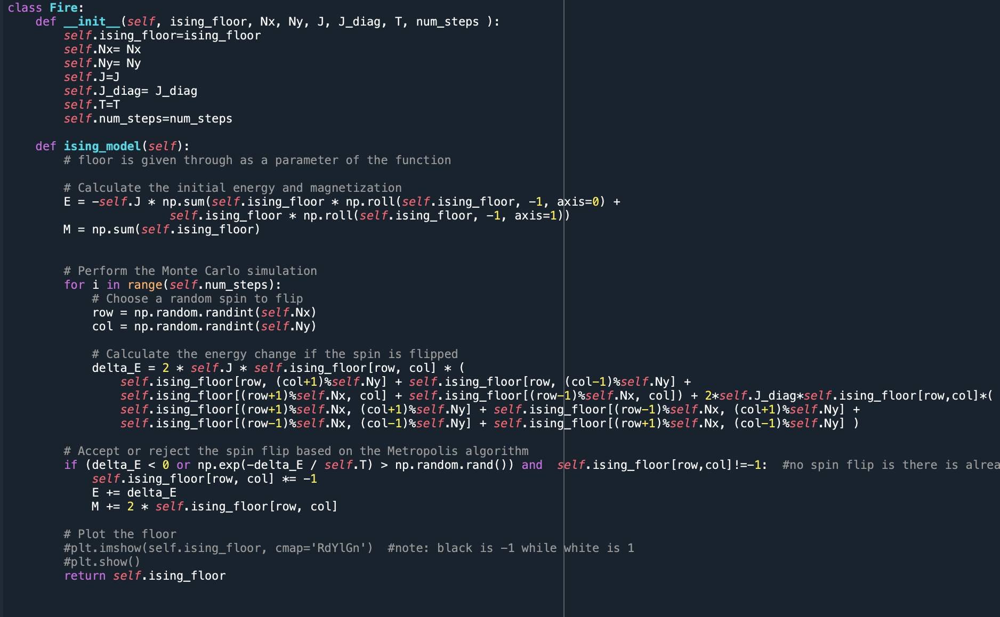 class Fire:
    def __init__(self, ising_floor, Nx, Ny, J, J_diag, T, num_steps ):
        self.ising_floor=ising_floor
        self.Nx= Nx
        self.Ny= Ny
        self.J=J
        self.J_diag= J_diag
        self.T=T
        self.num_steps=num_steps

    def ising_model(self):
        # floor is given through as a parameter of the function

        # Calculate the initial energy and magnetization
        E = -self.J * np.sum(self.ising_floor * np.roll(self.ising_floor, -1, axis=0) +
                       self.ising_floor * np.roll(self.ising_floor, -1, axis=1))
        M = np.sum(self.ising_floor)


        # Perform the Monte Carlo simulation
        for i in range(self.num_steps):
            # Choose a random spin to flip
            row = np.random.randint(self.Nx)
            col = np.random.randint(self.Ny)

            # Calculate the energy change if the spin is flipped
            delta_E = 2 * self.J * self.ising_floor[row, col] * (
                self.ising_floor[row, (col+1)%self.Ny] + self.ising_floor[row, (col-1)%self.Ny] +
                self.ising_floor[(row+1)%self.Nx, col] + self.ising_floor[(row-1)%self.Nx, col]) + 2*self.J_diag*self.ising_floor[row,col]*(
                self.ising_floor[(row+1)%self.Nx, (col+1)%self.Ny] + self.ising_floor[(row-1)%self.Nx, (col+1)%self.Ny] +
                self.ising_floor[(row-1)%self.Nx, (col-1)%self.Ny] + self.ising_floor[(row+1)%self.Nx, (col-1)%self.Ny] )

        # Accept or reject the spin flip based on the Metropolis algorithm
        if (delta_E < 0 or np.exp(-delta_E / self.T) > np.random.rand()) and  self.ising_floor[row,col]!=-1:  #no spin flip is there is
            self.ising_floor[row, col] *= -1
            E += delta_E
            M += 2 * self.ising_floor[row, col]

        # Plot the floor
        #plt.imshow(self.ising_floor, cmap='RdYlGn')  #note: black is -1 while white is 1
        #plt.show()
        return self.ising_floor